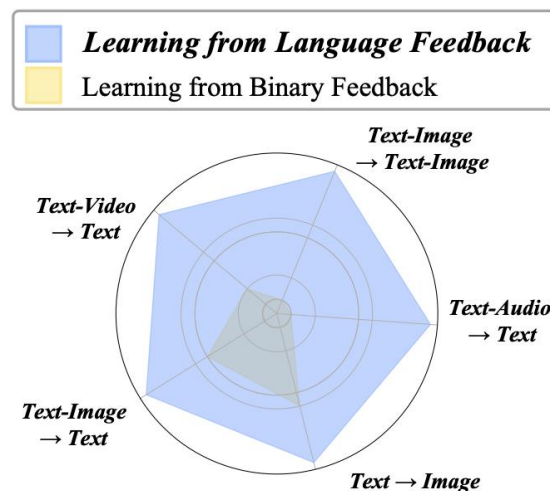 Learning from Language Feedback
Learning from Binary Feedback
Text-Image
→ Text-Image
Text-Video
→ Text
Text-Audio
→ Text
Text-Image
→ Text
Text → Image